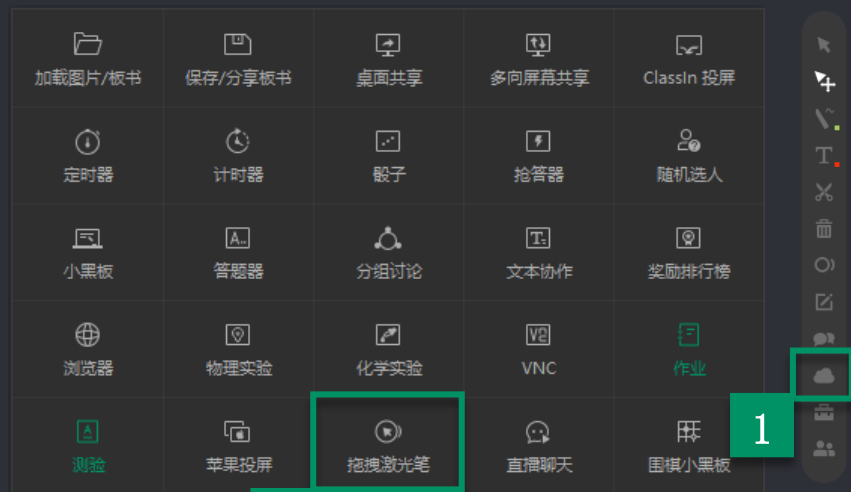 加载图片/板书
保存/分享板书
桌面共享
多向屏幕共享
ClassIn 投屏
定时器
计时器
骰子
抢答器
随机选人
小黑板
答题器
分组讨论
文本协作
奖励排行榜
浏览器
物理实验
化学实验
VNC
作业
测验
苹果投屏
拖拽激光笔
直播聊天
围棋小黑板
1